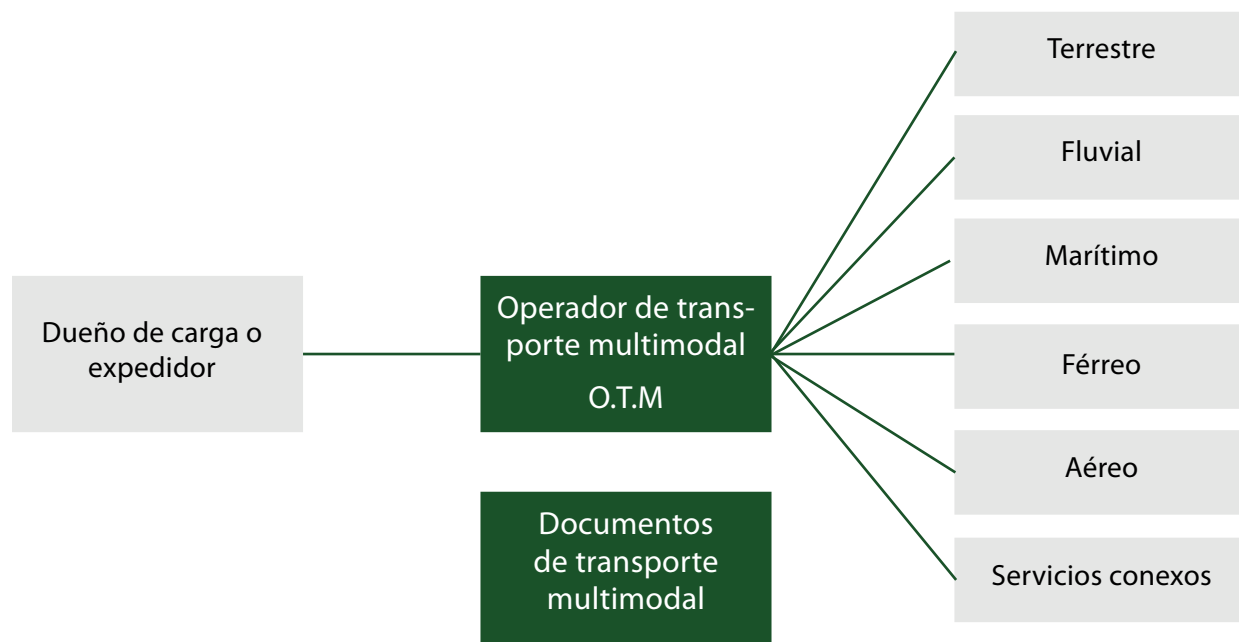 Dueño de carga o
expedidor
Operador de trans-
porte multimodal
O.T.M
Documentos
de transporte
multimodal
Terrestre
Fluvial
Marítimo
Férreo
Aéreo
Servicios conexos